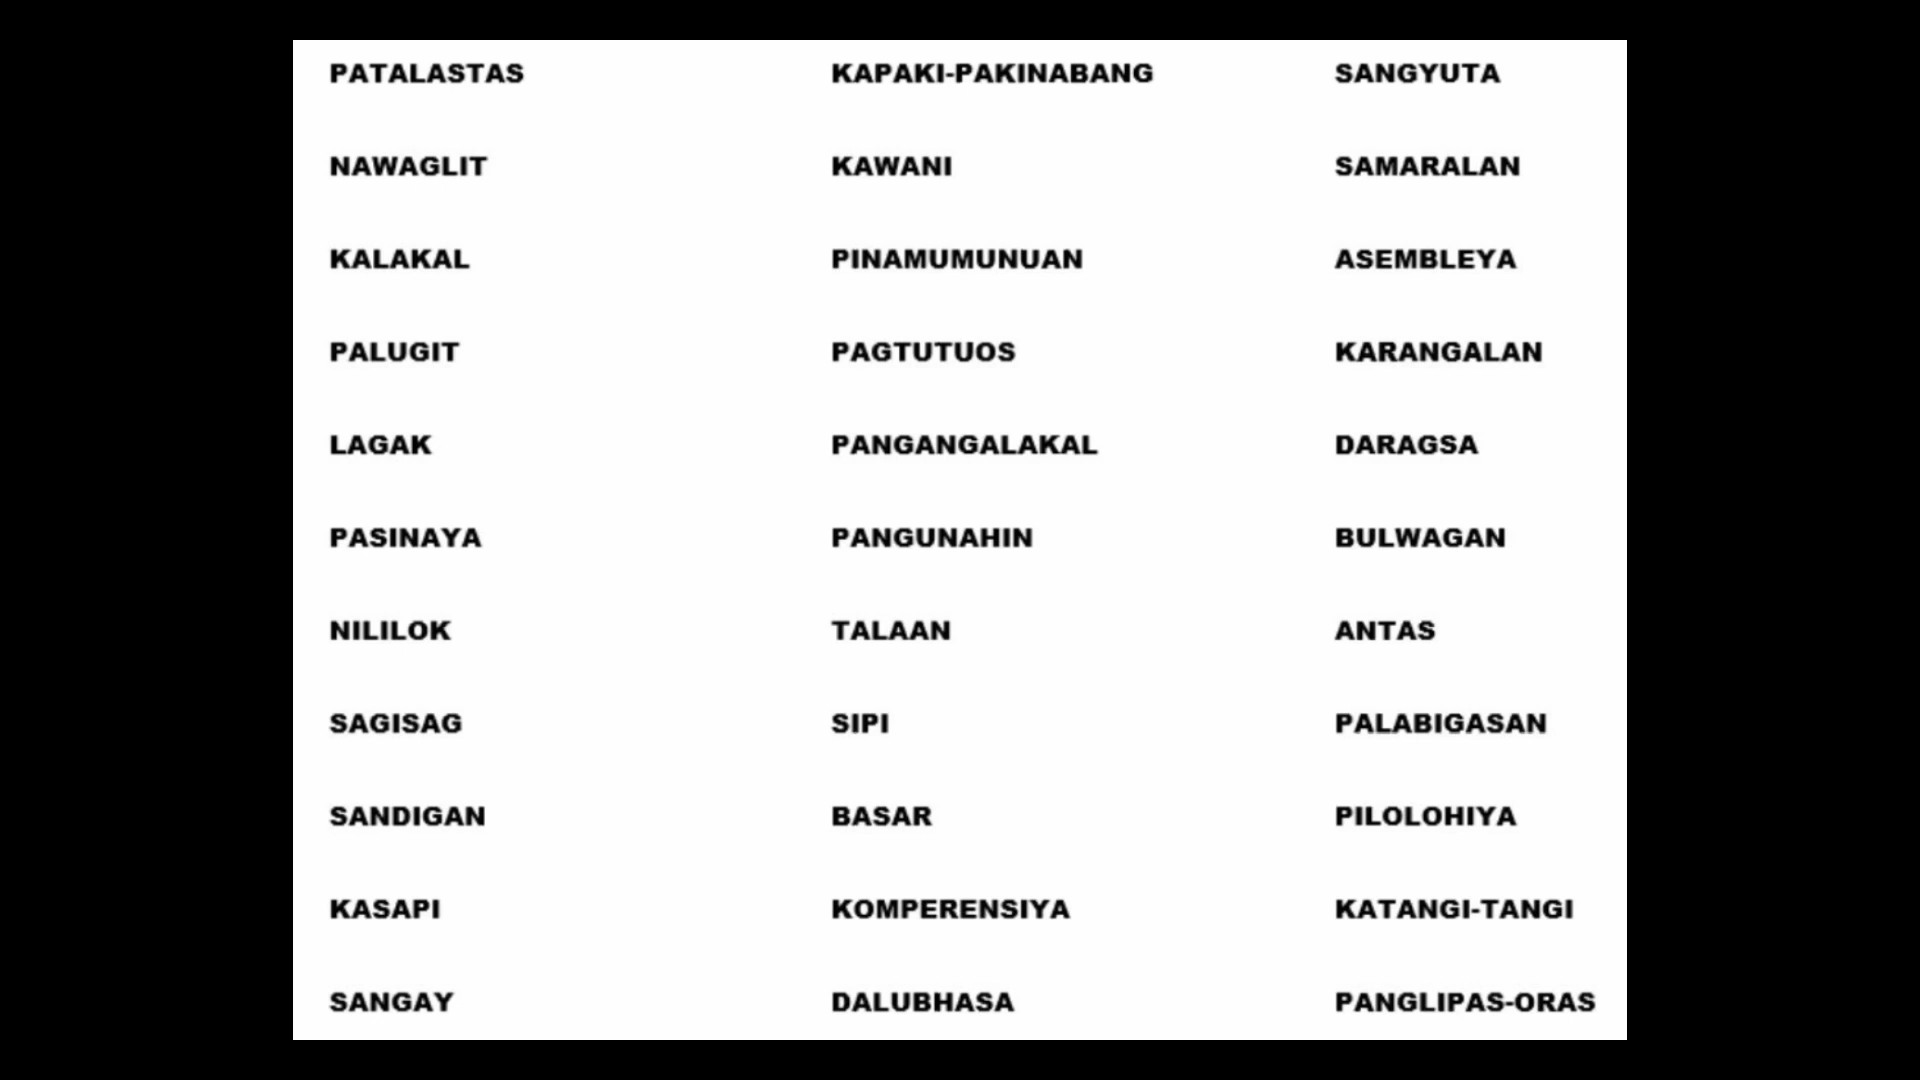 PATALASTAS KAPAKI-PAKINABANG SANGYUTA
NAWAGLIT KAWANI SAMARALAN
KALAKAL PINAMUMUNUAN ASEMBLEYA
PALUGIT PAGTUTUOS KARANGALAN
LAGAK PANGANGALAKAL DARAGSA
PASINAYA PANGUNAHIN BULWAGAN
NILILOK TALAAN ANTAS
SAGISAG SIPI PALABIGASAN
SANDIGAN BASAR PILOLOHIYA
KASAPI KOMPERENSIYA KATANGI-TANGI
SANGAY DALUBHASA PANGLIPAS-ORAS